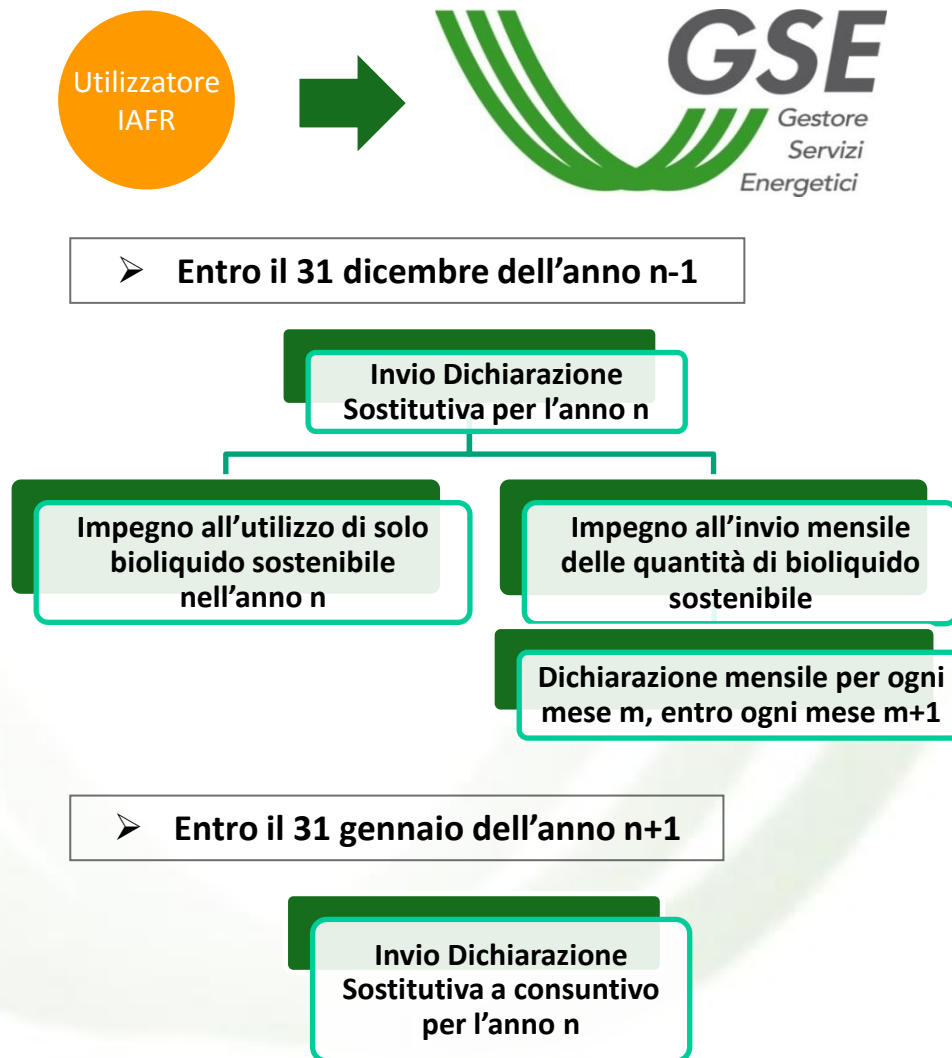 Utilizzatore
IAFR
GSE
Gestore
Servizi
Energetici
➢ Entro il 31 dicembre dell’anno n-1
Invio Dichiarazione
Sostitutiva per l’anno n
Impegno all’utilizzo di solo
bioliquido sostenibile
nell’anno n
Impegno all’invio mensile
delle quantità di bioliquido
sostenibile
Dichiarazione mensile per ogni
mese m, entro ogni mese m+1
➢ Entro il 31 gennaio dell’anno n+1
Invio Dichiarazione
Sostitutiva a consuntivo
per l’anno n